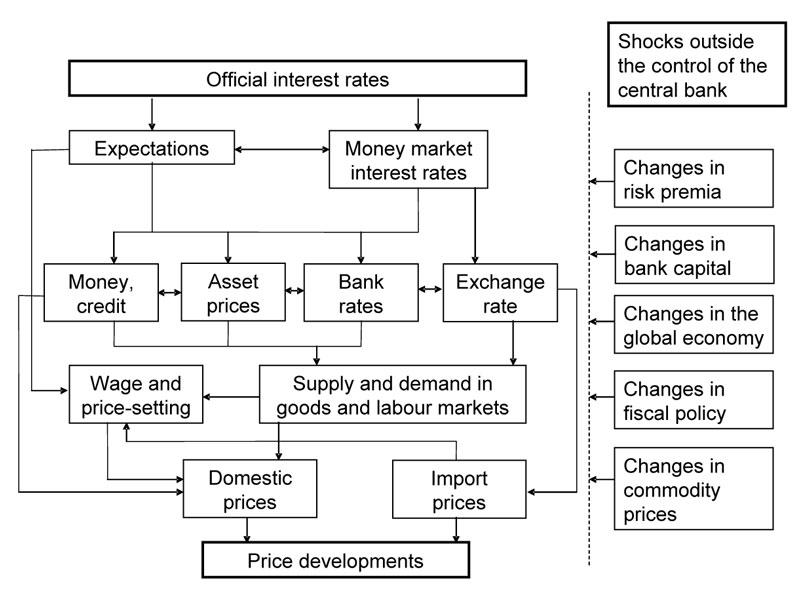 Official interest rates
Expectations
Money market
interest rates
Money,
credit
Asset
prices
Bank
rates
Exchange
rate
Wage and
price-setting
Supply and demand in
goods and labour markets
Domestic
prices
Import
prices
Price developments
Shocks outside
the control of the
central bank
Changes in
risk premia
Changes in
bank capital
Changes in the
global economy
Changes in
fiscal policy
Changes in
commodity
prices